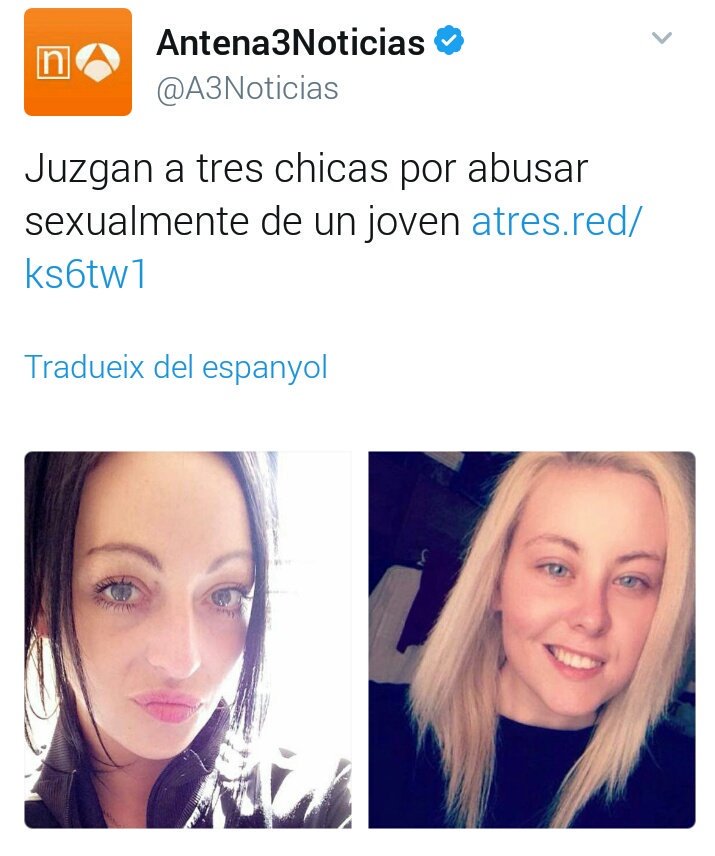 Antena3Noticias
@A3Noticias
Juzgan a tres chicas por abusar
sexualmente de un joven atres.red/
ks6tw1
Tradueix del espanyol